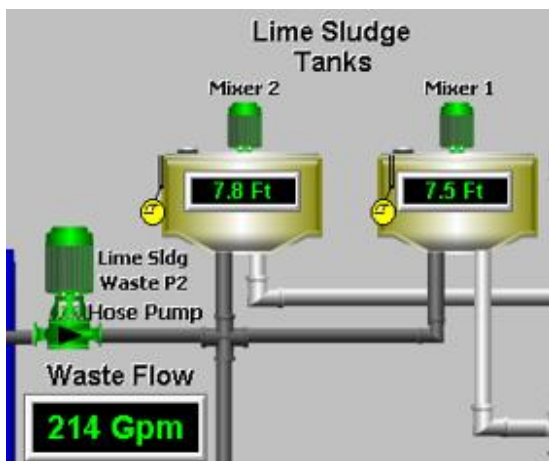 Lime Sludge
Tanks
Mixer 2
Mixer 1
7.8 Ft
7.5 Ft
Lime Sldg
Waste P2
Hose Pump
Waste Flow
214 Gpm